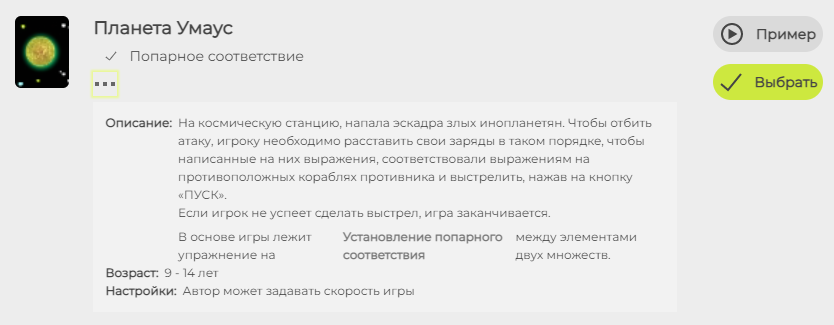 Планета Умаус
Попарное соответствие
Пример
Выбрать
Описание: На космическую станцию, напала эскадра злых инопланетян. Чтобы отбить
атаку, игроку необходимо расставить свои заряды в таком порядке, чтобы
написанные на них выражения, соответствовали выражениям на
противоположных кораблях противника и выстрелить, нажав на кнопку
«ПУСК».
Если игрок не успеет сделать выстрел, игра заканчивается.
В основе игры лежит Установление попарного между элементами
упражнение на соответствия двух множеств.
Возраст: 9 - 14 лет
Настройки: Автор может задавать скорость игры